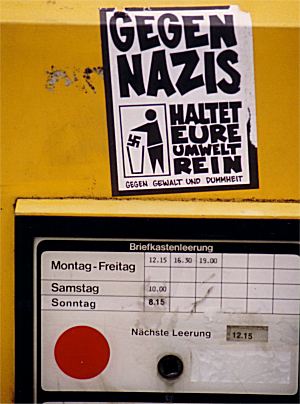 GEGEN
NAZIS
HALTET
EURE
UMWELT
REIN
GEGEN GEWALT UND DUMMHEIT
Briefkastenleerung
Montag-Freitag 12.15 16.30 19.00
Samstag 10.00
Sonntag 8.15
Nächste Leerung 12.15